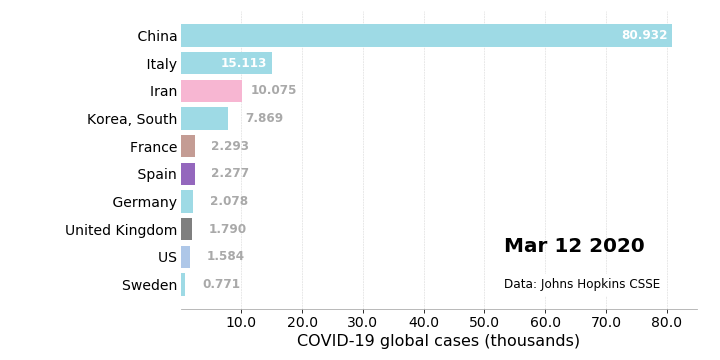 China 80.932
Italy 15.113
Iran 10.075
Korea, South 7.869
France 2.293
Spain 2.277
Germany 2.078
United Kingdom 1.790
US 1.584
Sweden 0.771
Mar 12 2020
Data: Johns Hopkins CSSE
10.0 20.0 30.0 40.0 50.0 60.0 70.0 80.0
COVID-19 global cases (thousands)